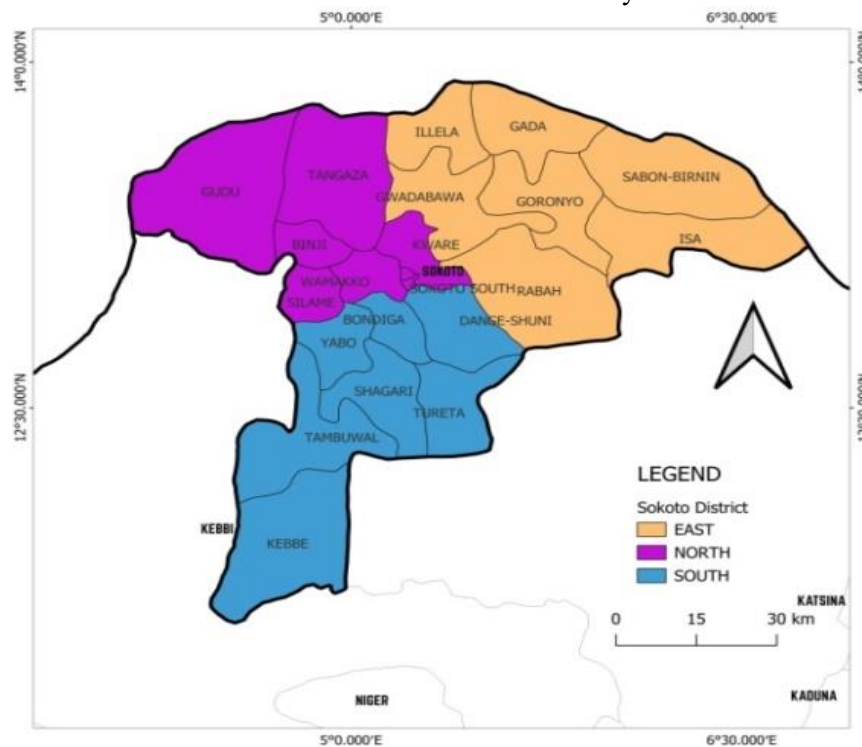 5°0.000'E 6°30.000'E
14°0.000'N 14°0.000'N
ILLELA
GADA
TANGAZA
SABON-BIRNIN
GUDU
GWADABAWA
GORONYO
BINJI
KWARE
ISA
SOKOTO
WAMAKKO
SOKOTO SOUTH
RABAH
SILAME
BONDIGA
DANGE-SHUNI
YABO
SHAGARI
12°30.000'N 12°30.000'N
TURETA
TAMBUWAL
LEGEND
Sokoto District
EAST
NORTH
SOUTH
KEBBI
KEBBE
KATSINA
0 15 30 km
NIGER
KADUNA
5°0.000'E 6°30.000'E